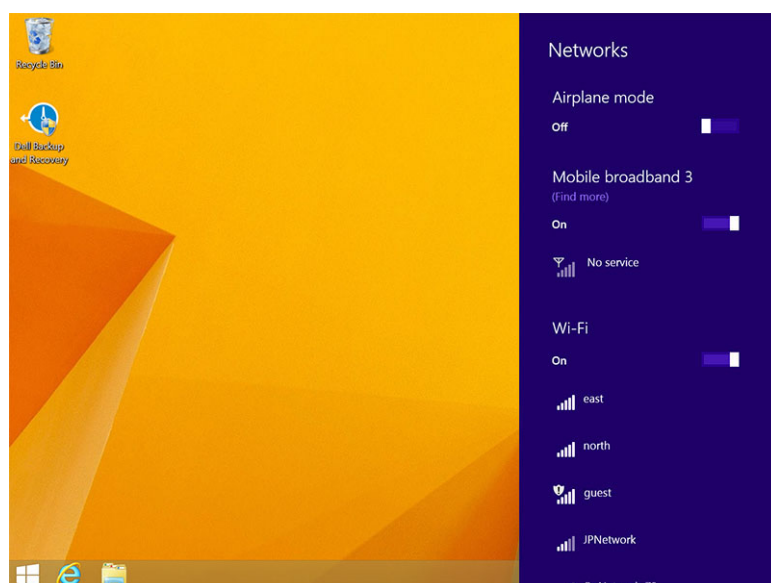 Recycle Bin
Dell Backup
and Recovery
Networks
Airplane mode
Off
Mobile broadband 3
(Find more)
On
No service
Wi-Fi
On
east
north
guest
JPNetwork